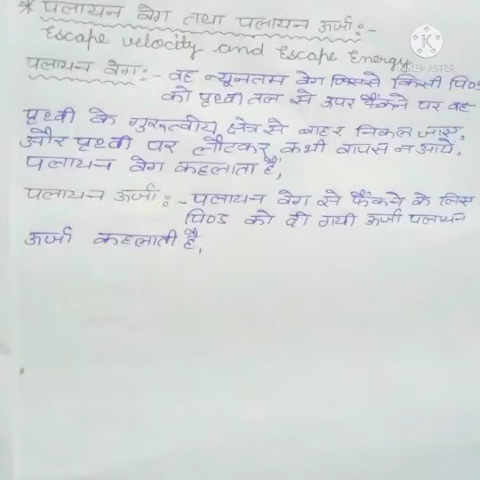 * पलायन वेग तथा पलायन ऊर्जा:-
Escape velocity and Escape Energy
पलायन वेग:- वह न्यूनतम वेग जिससे किसी पिण्ड
को पृथ्वी तल से उपर फैंकने पर वह
पृथ्वी के गुरुत्वीय क्षेत्र से बाहर निकल जाए,
और पृथ्वी पर लौटकर कभी वापस न आये,
पलायन वेग कहलाता है,
पलायन ऊर्जा:- पलायन वेग से फैंकने के लिए
पिण्ड को दी गयी ऊर्जा पलायन
ऊर्जा कहलाती है,